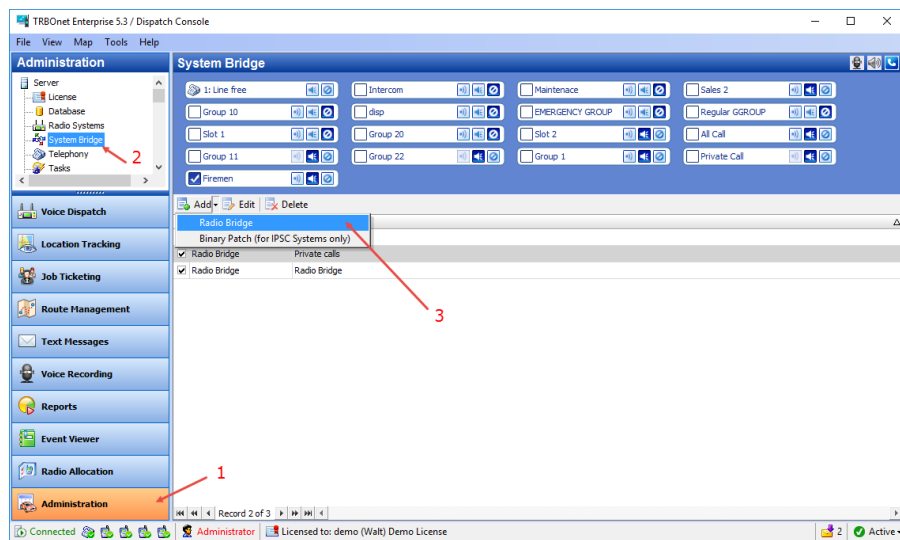 TRBOnet Enterprise 5.3 / Dispatch Console
File View Map Tools Help
Administration
Server
License
Database
Radio Systems
System Bridge
Telephony
Tasks
2
Voice Dispatch
Location Tracking
Job Ticketing
Route Management
Text Messages
Voice Recording
Reports
Event Viewer
Radio Allocation
Administration
1
System Bridge
1: Line free Intercom Maintenace Sales 2
Group 10 disp EMERGENCY GROUP Regular GGROUP
Slot 1 Group 20 Slot 2 All Call
Group 11 Group 22 Group 1 Private Call
Firemen
Add Edit Delete
Radio Bridge
Binary Patch (for IPSC Systems only)
Radio Bridge Private calls
Radio Bridge Radio Bridge
3
Record 2 of 3
Connected Administrator Licensed to: demo (Walt) Demo License 2 Active